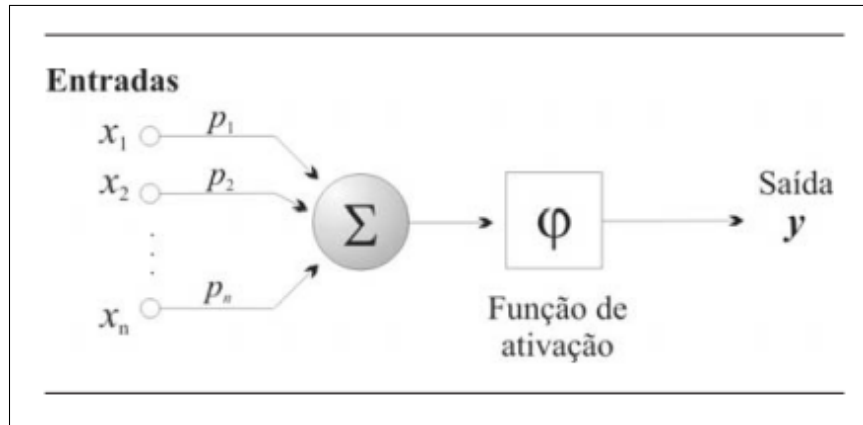 Entradas
x₁ p₁
x₂ p₂
xₙ pₙ
Σ
φ
Função de
ativação
Saída
y